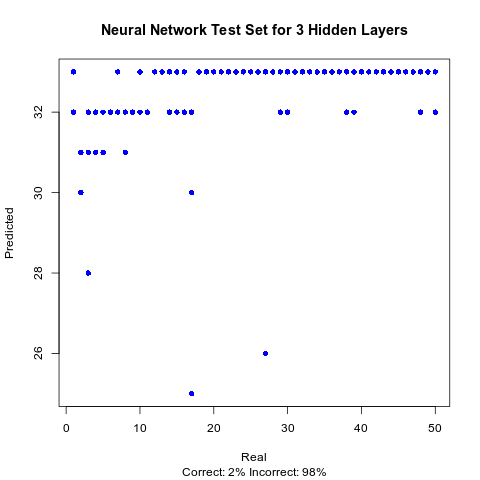 Neural Network Test Set for 3 Hidden Layers
Predicted
32
30
28
26
0 10 20 30 40 50
Real
Correct: 2% Incorrect: 98%